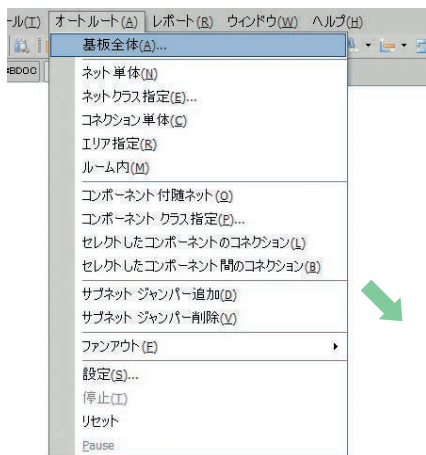 ール(T) オートルート(A) レポート(R) ウィンドウ(W) ヘルプ(H)
基板全体(A)...
ネット単体(N)
ネットクラス指定(E)...
コネクション単体(C)
エリア指定(R)
ルーム内(M)
コンポーネント付随ネット(O)
コンポーネント クラス指定(P)...
セレクトしたコンポーネントのコネクション(L)
セレクトしたコンポーネント間のコネクション(B)
サブネット ジャンパー追加(D)
サブネット ジャンパー削除(V)
ファンアウト(F)
設定(S)...
停止(T)
リセット
Pause